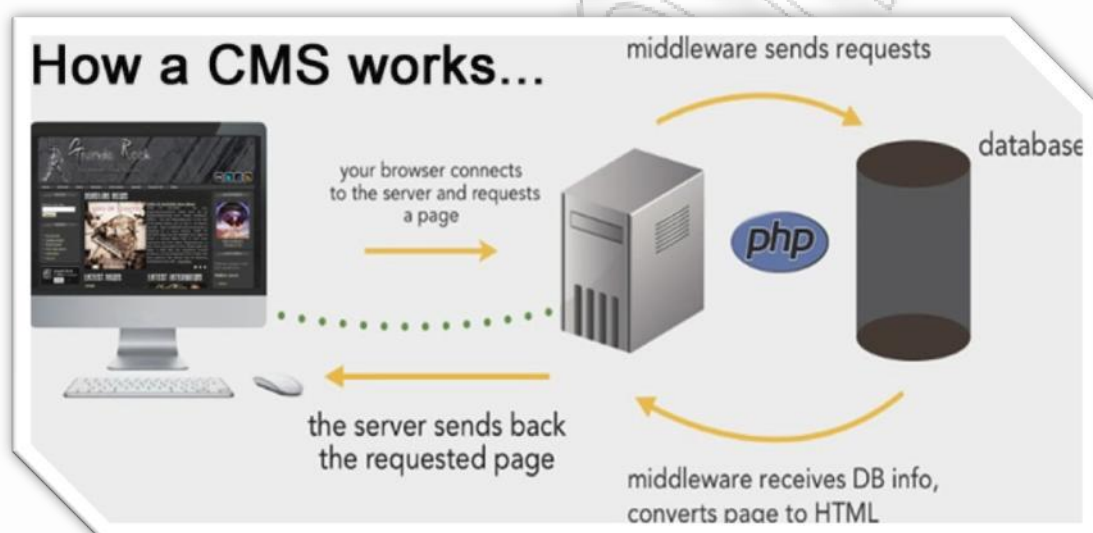 How a CMS works...
middleware sends requests
database
your browser connects
to the server and requests
a page
php
the server sends back
the requested page
middleware receives DB info,
converts page to HTML